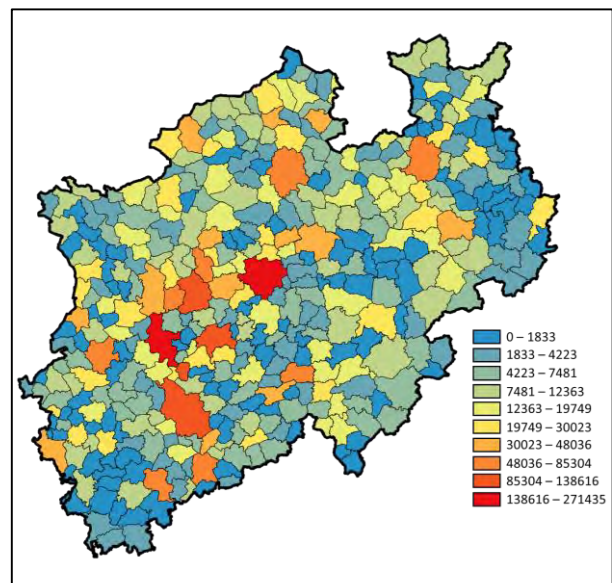 0 – 1833
1833 – 4223
4223 – 7481
7481 – 12363
12363 – 19749
19749 – 30023
30023 – 48036
48036 – 85304
85304 – 138616
138616 – 271435